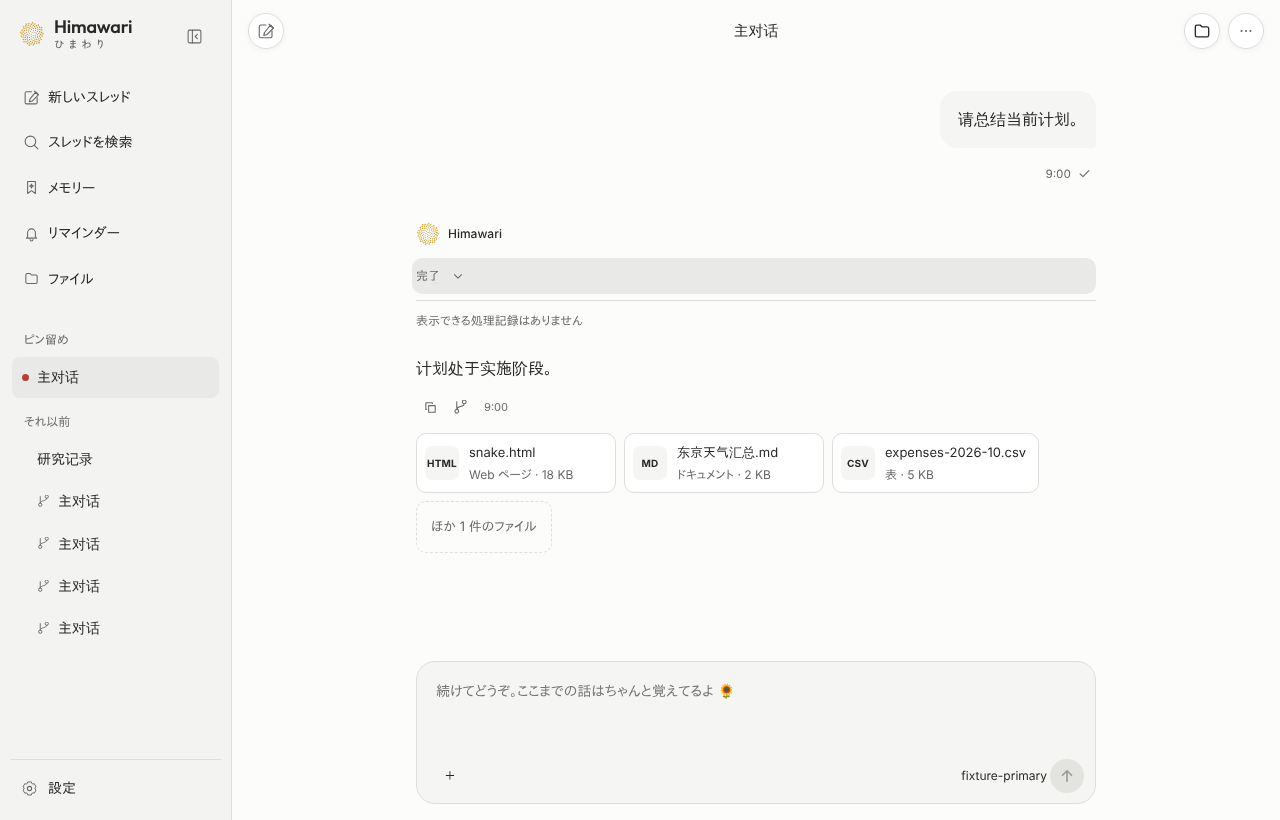 Himawari
ひまわり
新しいスレッド
スレッドを検索
メモリー
リマインダー
ファイル
ピン留め
主对话
それ以前
研究记录
主对话
主对话
主对话
主对话
設定
主对话
请总结当前计划。
9:00
Himawari
完了
表示できる処理記録はありません
计划处于实施阶段。
9:00
HTML
snake.html
Web ページ · 18 KB
MD
东京天气汇总.md
ドキュメント · 2 KB
CSV
expenses-2026-10.csv
表 · 5 KB
ほか 1 件のファイル
続けてどうぞ。ここまでの話はちゃんと覚えてるよ 🌻
fixture-primary